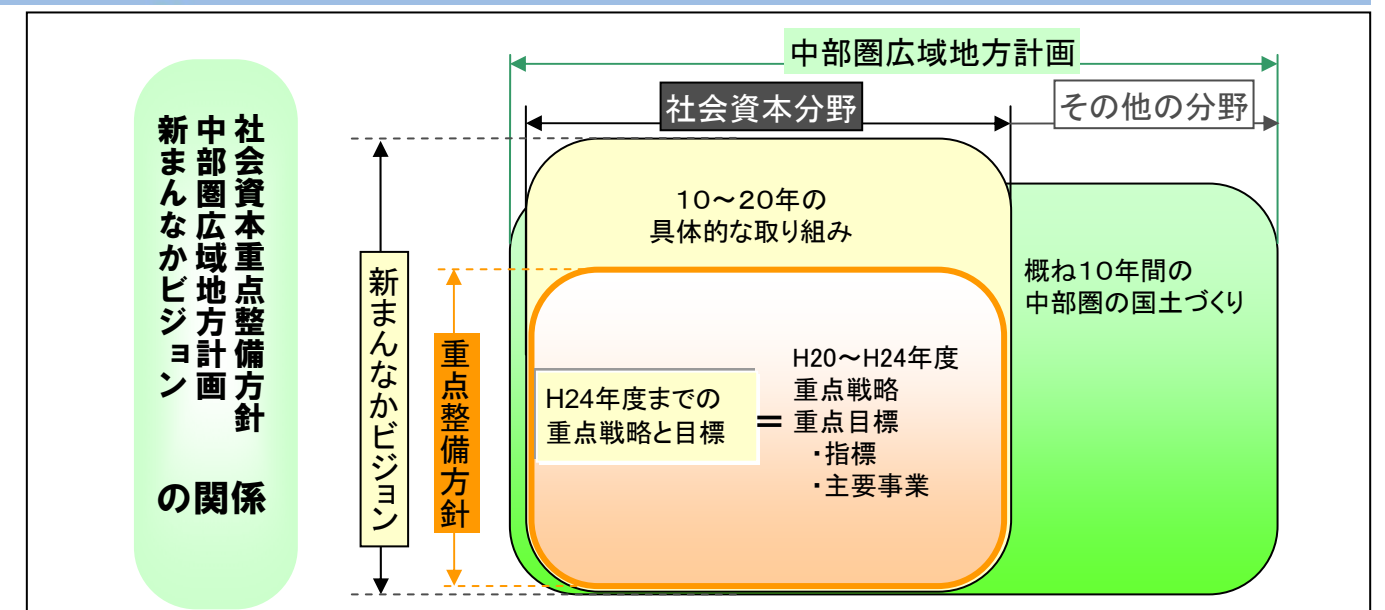 社会資本重点整備方針
中部圏広域地方計画
新まんなかビジョン
の関係
中部圏広域地方計画
社会資本分野
その他の分野
新まんなかビジョン
重点整備方針
10～20年の
具体的な取り組み
概ね10年間の
中部圏の国土づくり
H24年度までの
重点戦略と目標
＝
H20～H24年度
重点戦略
重点目標
・指標
・主要事業